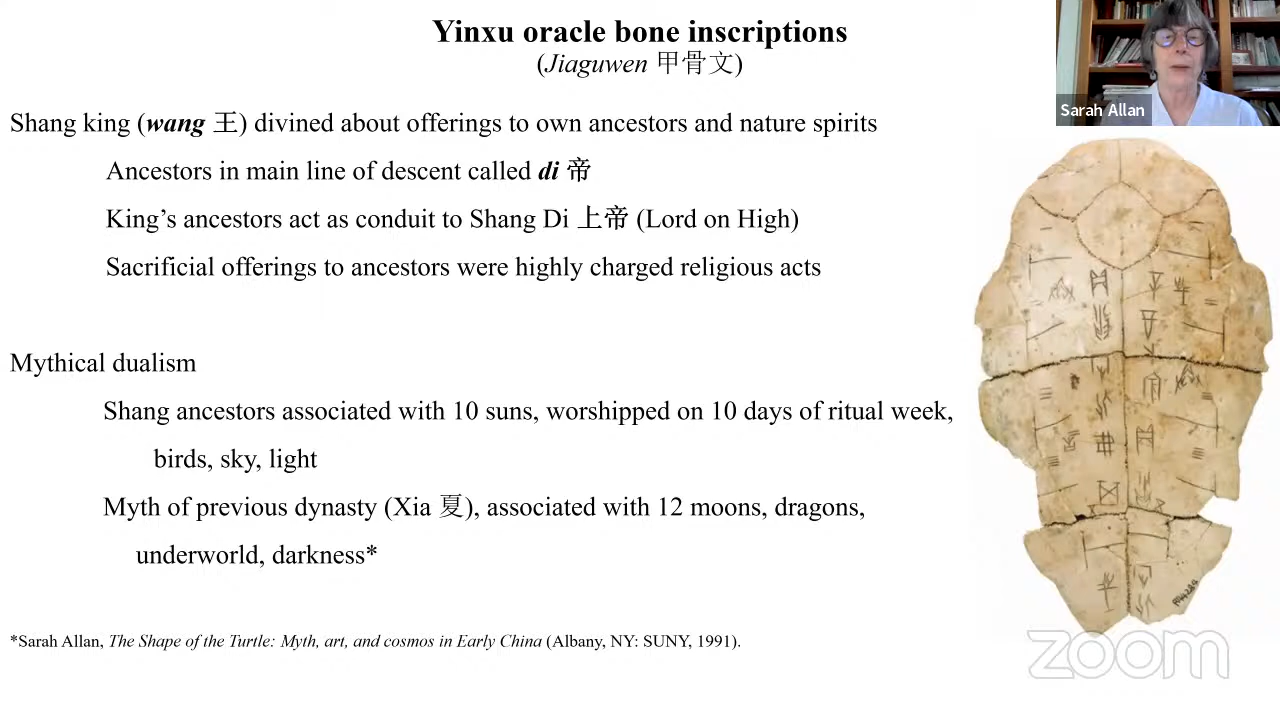 Yinxu oracle bone inscriptions
(Jiaguwen 甲骨文)
Sarah Allan
Shang king (wang 王) divined about offerings to own ancestors and nature spirits
Ancestors in main line of descent called di 帝
King's ancestors act as conduit to Shang Di 上帝 (Lord on High)
Sacrificial offerings to ancestors were highly charged religious acts
Mythical dualism
Shang ancestors associated with 10 suns, worshipped on 10 days of ritual week,
birds, sky, light
Myth of previous dynasty (Xia 夏), associated with 12 moons, dragons,
underworld, darkness*
*Sarah Allan, The Shape of the Turtle: Myth, art, and cosmos in Early China (Albany, NY: SUNY, 1991).
zoom